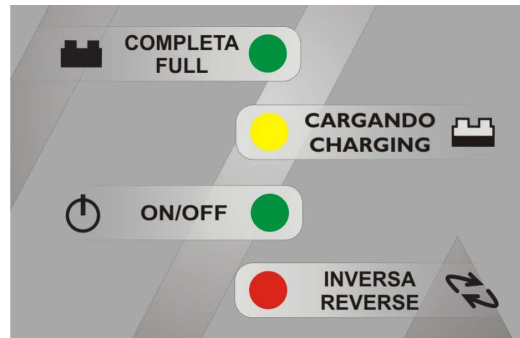 COMPLETA
FULL
CARGANDO
CHARGING
ON/OFF
INVERSA
REVERSE